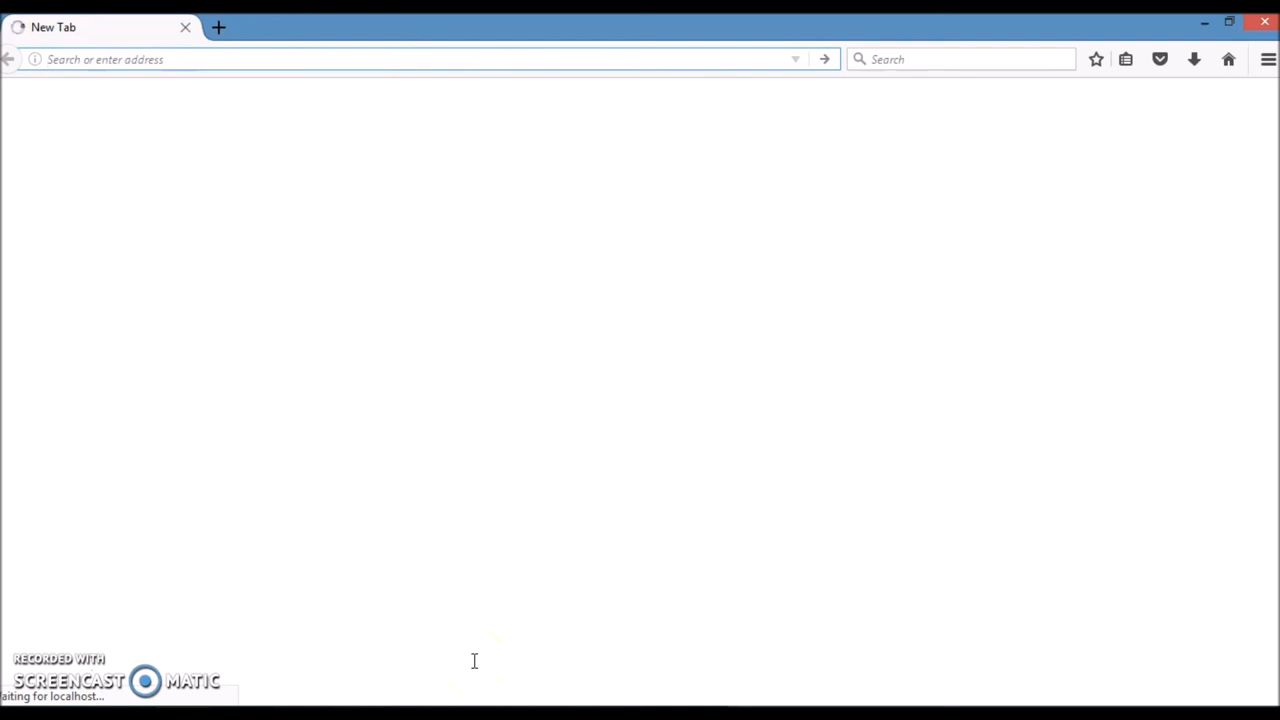 New Tab
Search or enter address
Search
RECORDED WITH
SCREENCAST MATIC
aiting for localhost...